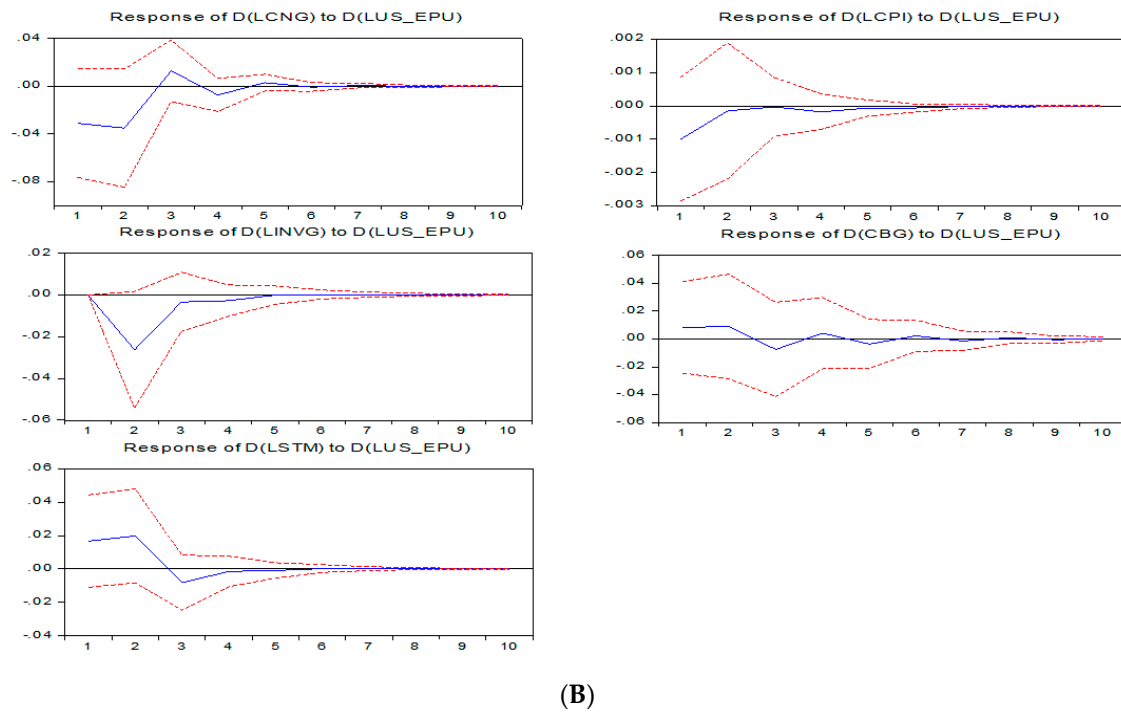 Response of D(LCNG) to D(LUS_EPU)
.04
.00
-.04
-.08
1 2 3 4 5 6 7 8 9 10
Response of D(LCPI) to D(LUS_EPU)
.002
.001
.000
-.001
-.002
-.003
1 2 3 4 5 6 7 8 9 10
Response of D(LINVG) to D(LUS_EPU)
.02
.00
-.02
-.04
-.06
1 2 3 4 5 6 7 8 9 10
Response of D(CBG) to D(LUS_EPU)
.06
.04
.02
.00
-.02
-.04
-.06
1 2 3 4 5 6 7 8 9 10
Response of D(LSTM) to D(LUS_EPU)
.06
.04
.02
.00
-.02
-.04
1 2 3 4 5 6 7 8 9 10
(B)